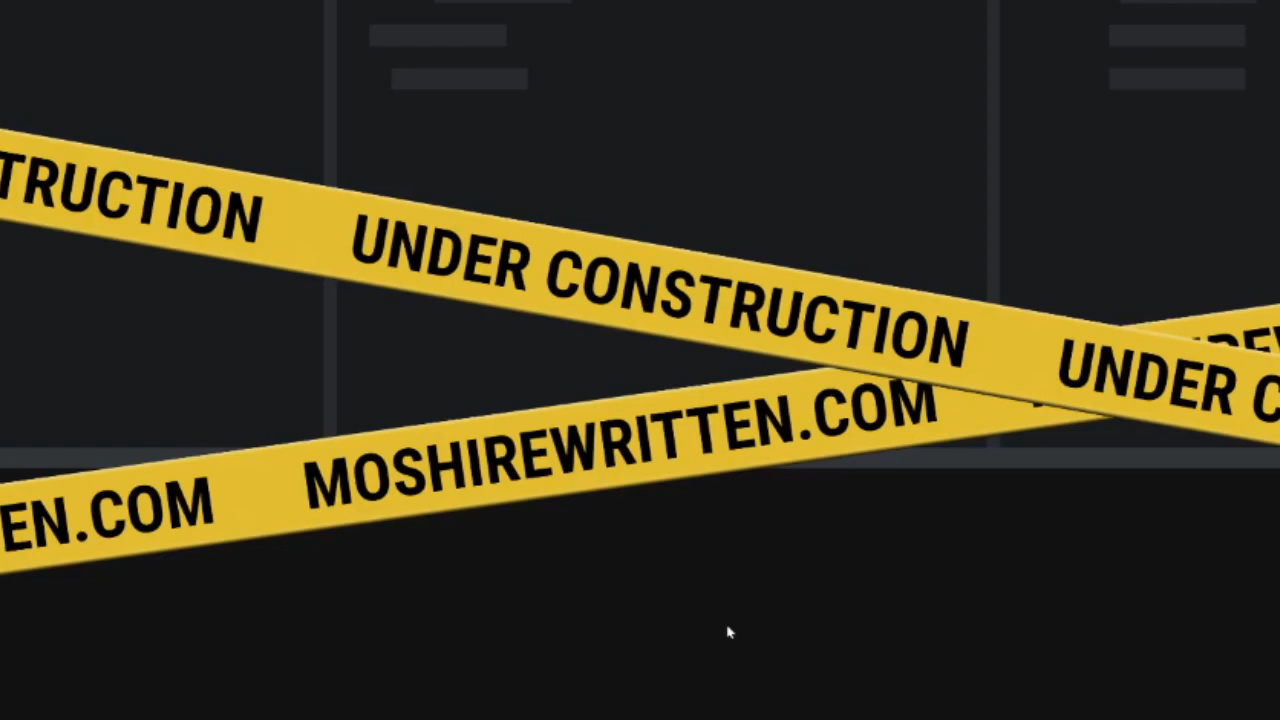 TRUCTION UNDER CONSTRUCTION UNDER C
EN.COM MOSHIREWRITTEN.COM